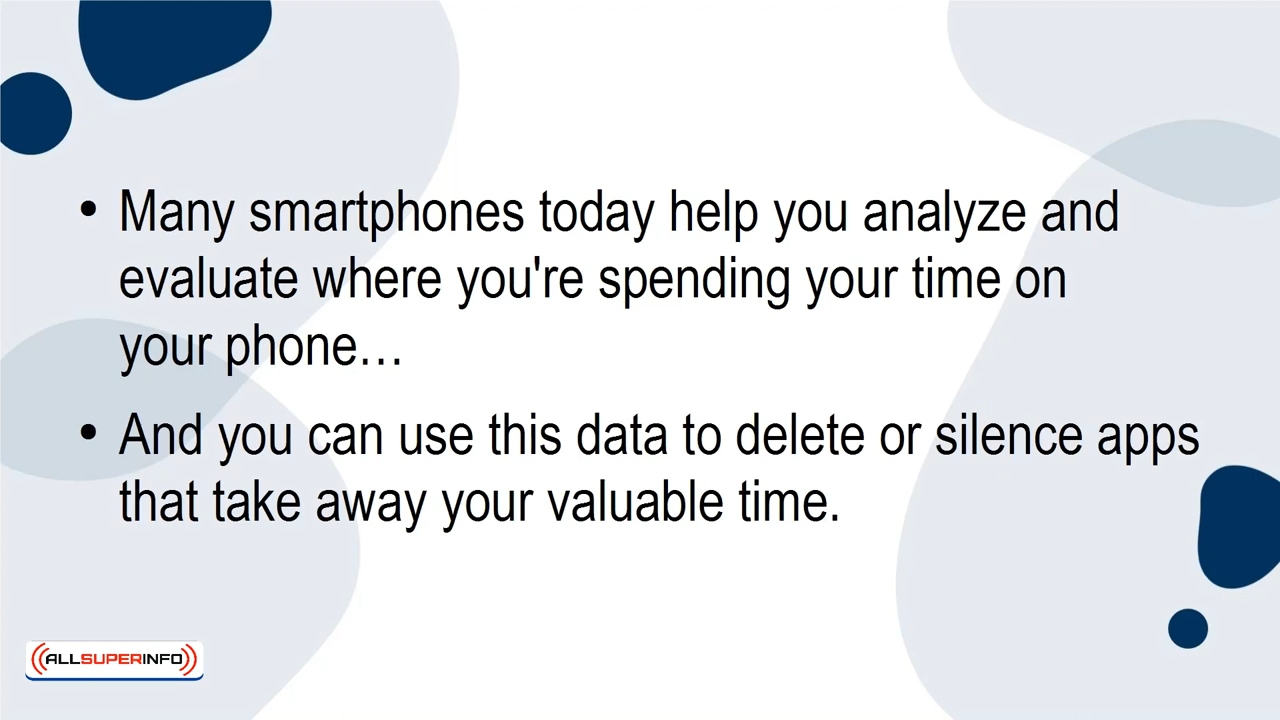 • Many smartphones today help you analyze and
evaluate where you're spending your time on
your phone…
• And you can use this data to delete or silence apps
that take away your valuable time.
ALLSUPERINFO